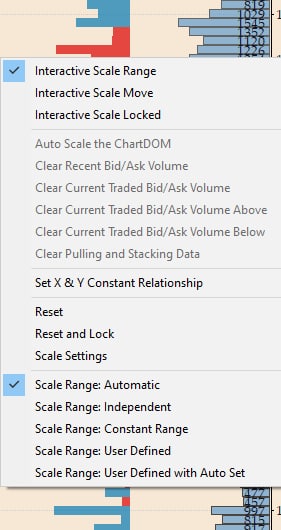 819
1029
1545
1352
1120
1226
Interactive Scale Range
Interactive Scale Move
Interactive Scale Locked
Auto Scale the ChartDOM
Clear Recent Bid/Ask Volume
Clear Current Traded Bid/Ask Volume
Clear Current Traded Bid/Ask Volume Above
Clear Current Traded Bid/Ask Volume Below
Clear Pulling and Stacking Data
Set X & Y Constant Relationship
Reset
Reset and Lock
Scale Settings
Scale Range: Automatic
Scale Range: Independent
Scale Range: Constant Range
Scale Range: User Defined
Scale Range: User Defined with Auto Set
477
457
997
815